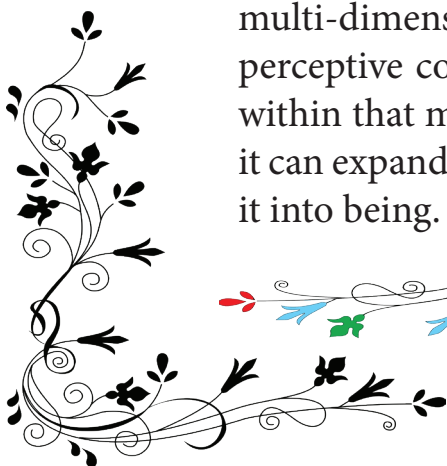 multi-dimens
perceptive co
within that m
it can expand
it into being.